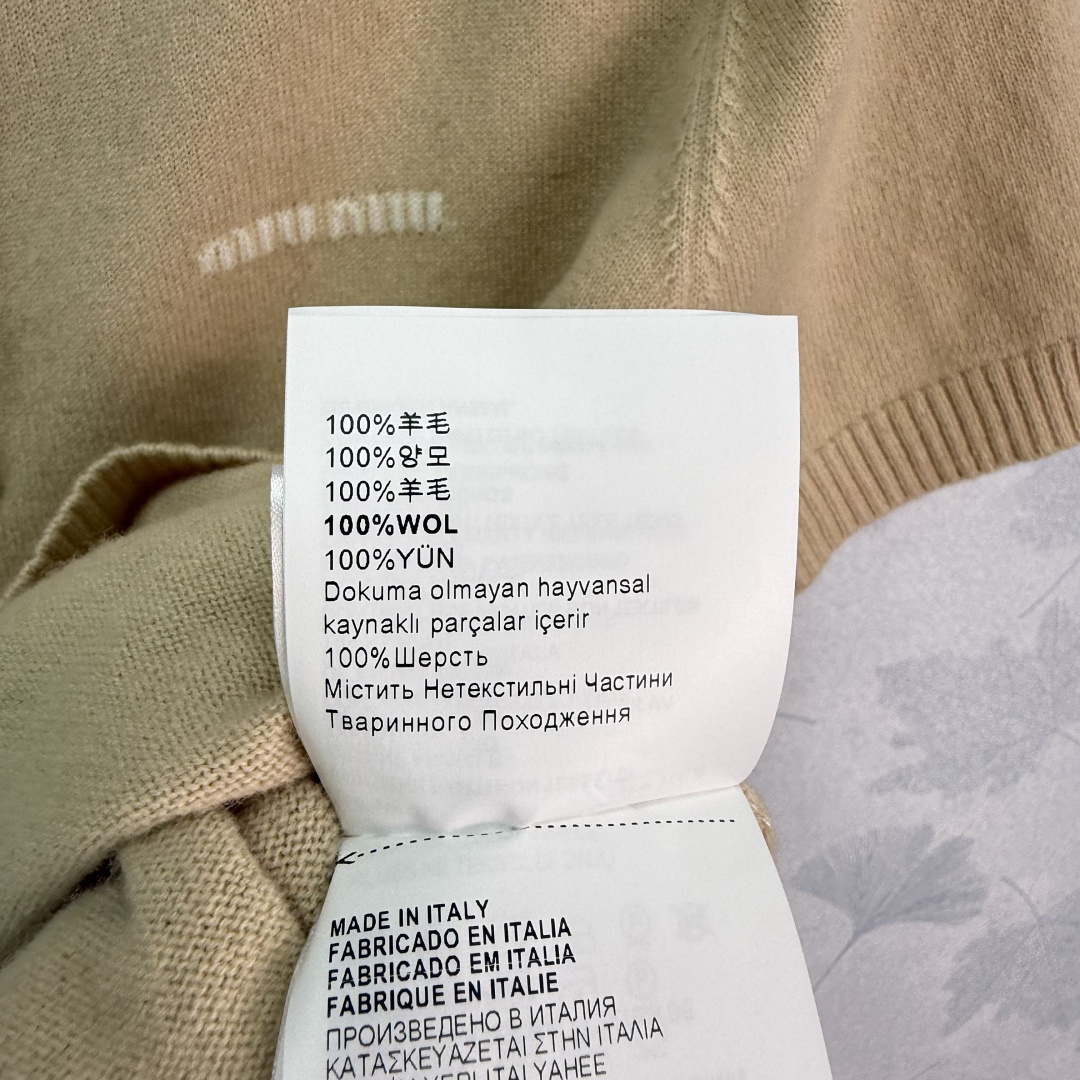 miu miu
100%羊毛
100%양모
100%羊毛
100%WOL
100%YÜN
Dokuma olmayan hayvansal
kaynaklı parçalar içerir
100%Шерсть
Містить Нетекстильні Частини
Тваринного Походження
MADE IN ITALY
FABRICADO EN ITALIA
FABRICADO EM ITALIA
FABRIQUE EN ITALIE
ПРОИЗВЕДЕНО В ИТАЛИЯ
ΚΑΤΑΣΚΕΥΑΖΕΤΑΙ ΣΤΗΝ ΙΤΑΛΙΑ